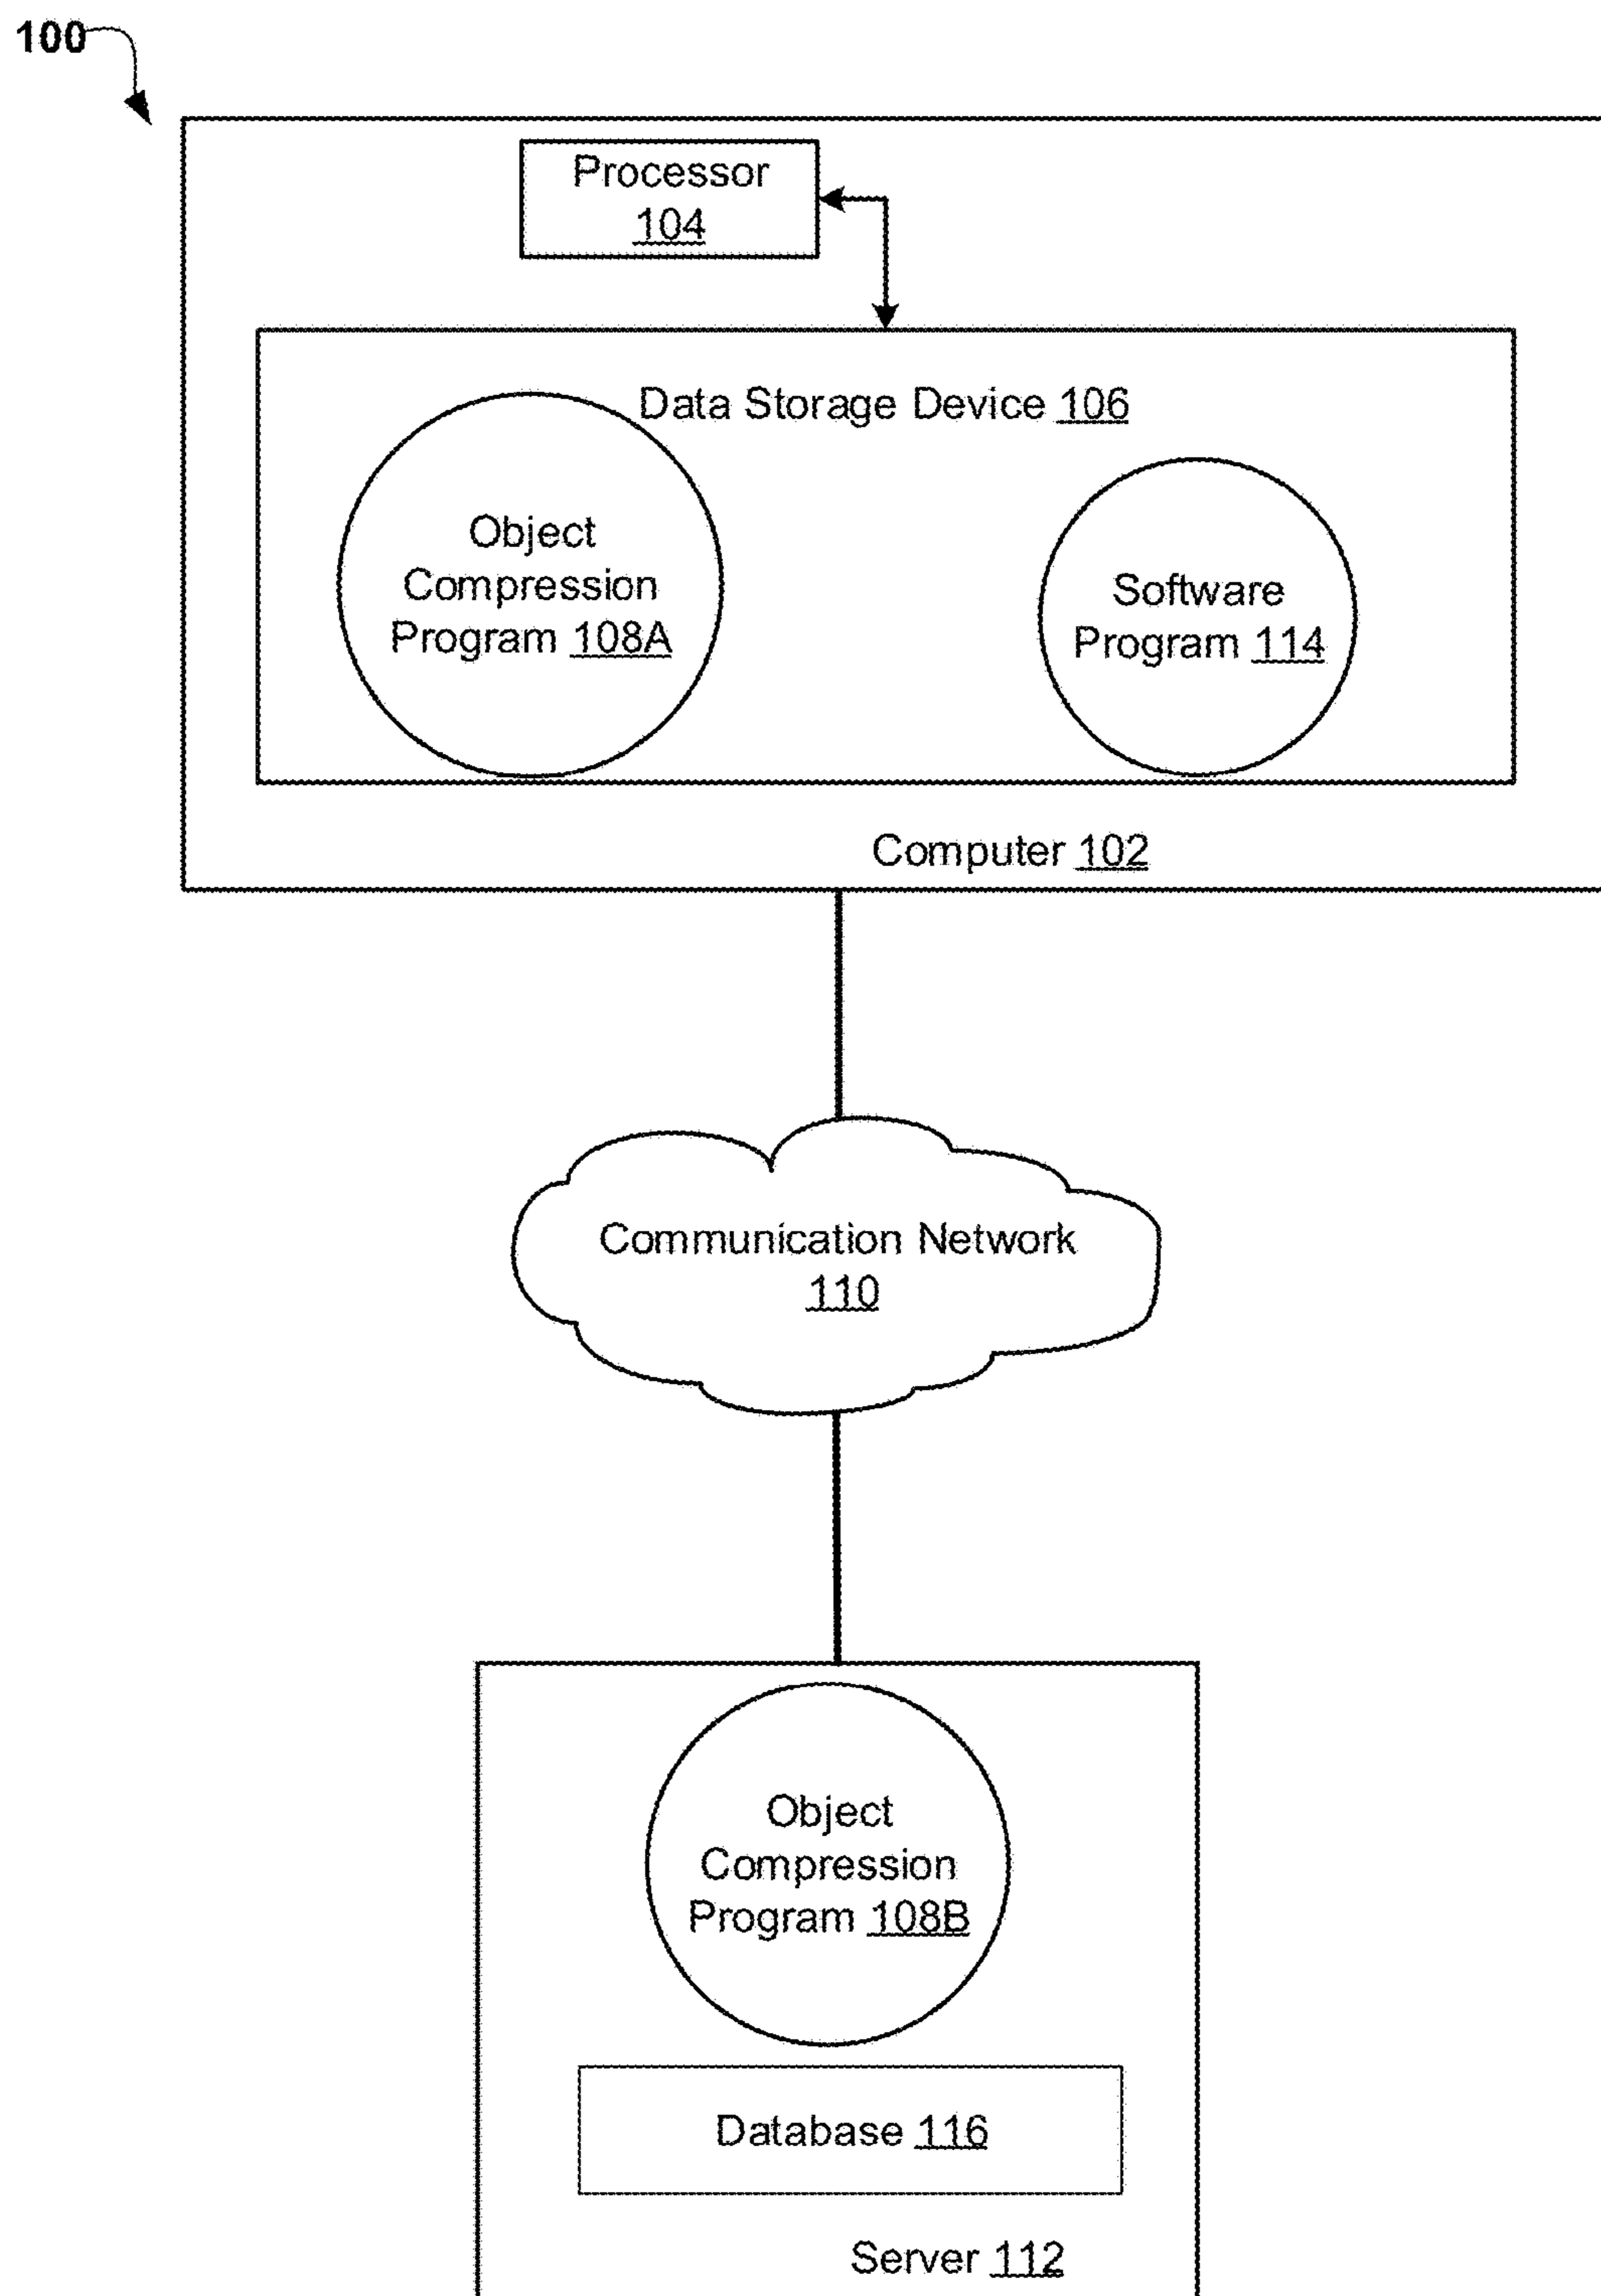 100
Processor
104
Data Storage Device 106
Object
Compression
Program 108A
Software
Program 114
Computer 102
Communication Network
110
Object
Compression
Program 108B
Database 116
Server 112